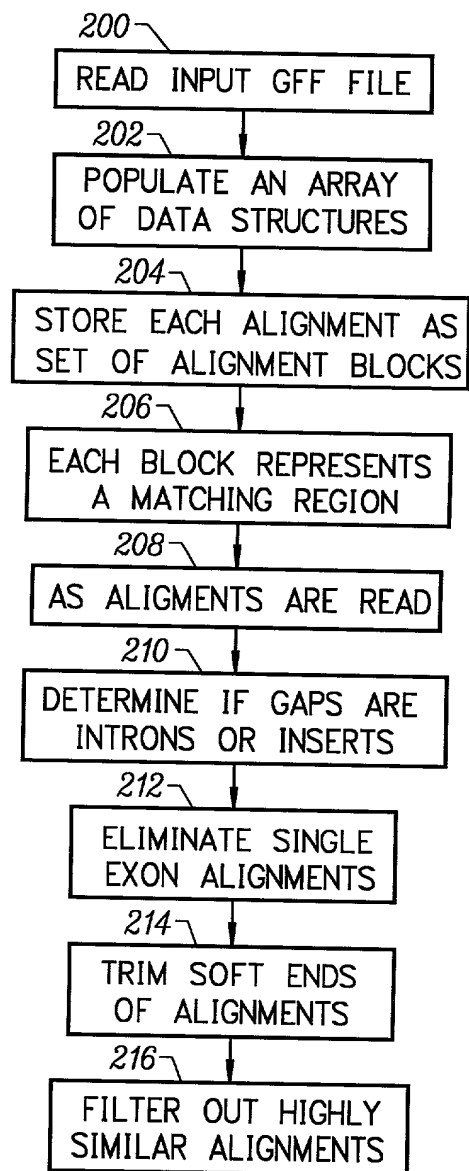 200
READ INPUT GFF FILE
202
POPULATE AN ARRAY
OF DATA STRUCTURES
204
STORE EACH ALIGNMENT AS
SET OF ALIGNMENT BLOCKS
206
EACH BLOCK REPRESENTS
A MATCHING REGION
208
AS ALIGMENTS ARE READ
210
DETERMINE IF GAPS ARE
INTRONS OR INSERTS
212
ELIMINATE SINGLE
EXON ALIGNMENTS
214
TRIM SOFT ENDS
OF ALIGNMENTS
216
FILTER OUT HIGHLY
SIMILAR ALIGNMENTS